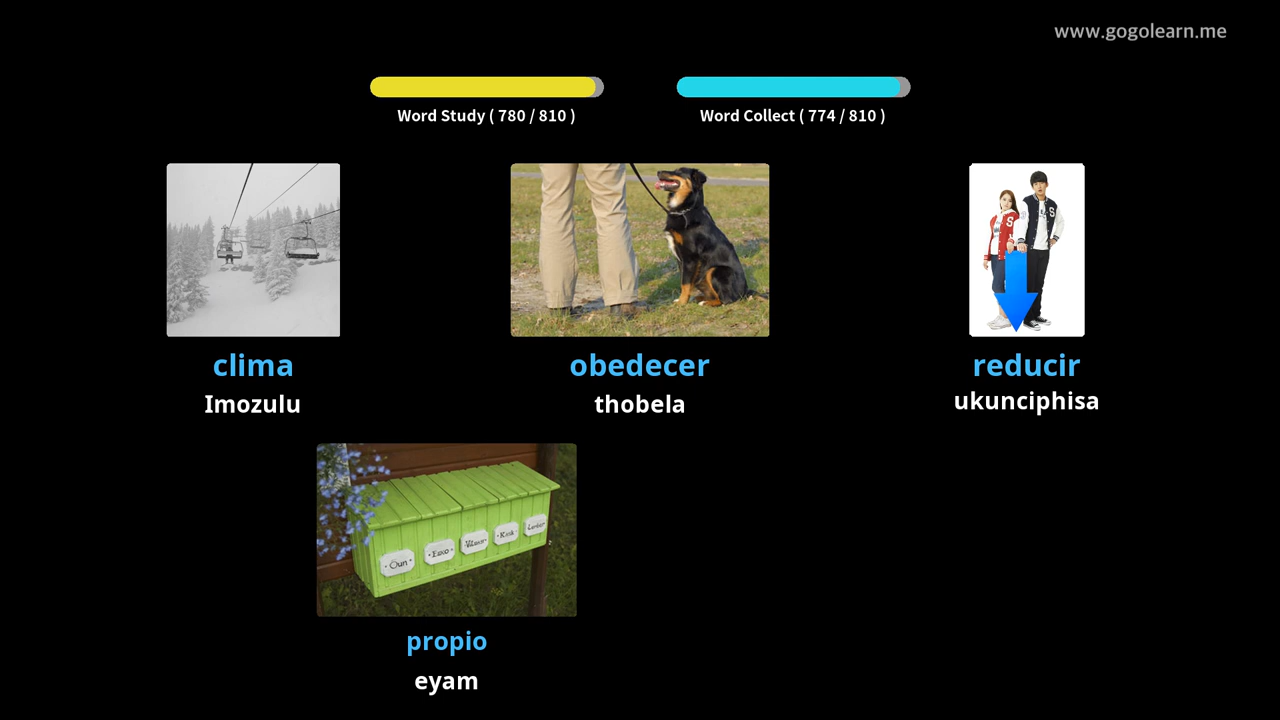 www.gogolearn.me
Word Study ( 780 / 810 )
Word Collect ( 774 / 810 )
S
S
clima
obedecer
reducir
Imozulu
thobela
ukunciphisa
propio
eyam